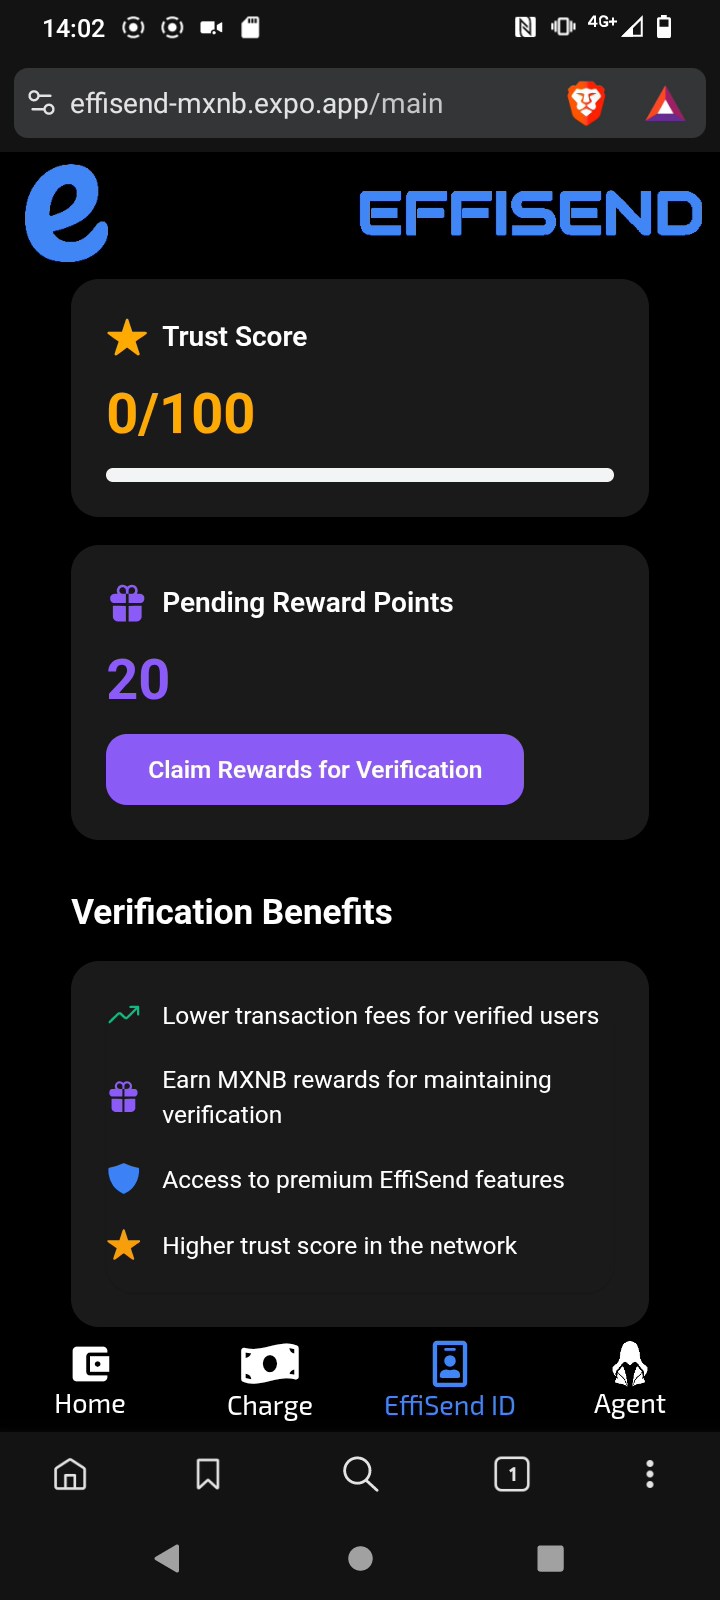 14:02
4G+
effisend-mxnb.expo.app/main
e
EFFISEND
Trust Score
0/100
Pending Reward Points
20
Claim Rewards for Verification
Verification Benefits
Lower transaction fees for verified users
Earn MXNB rewards for maintaining
verification
Access to premium EffiSend features
Higher trust score in the network
Home
Charge
EffiSend ID
Agent
1